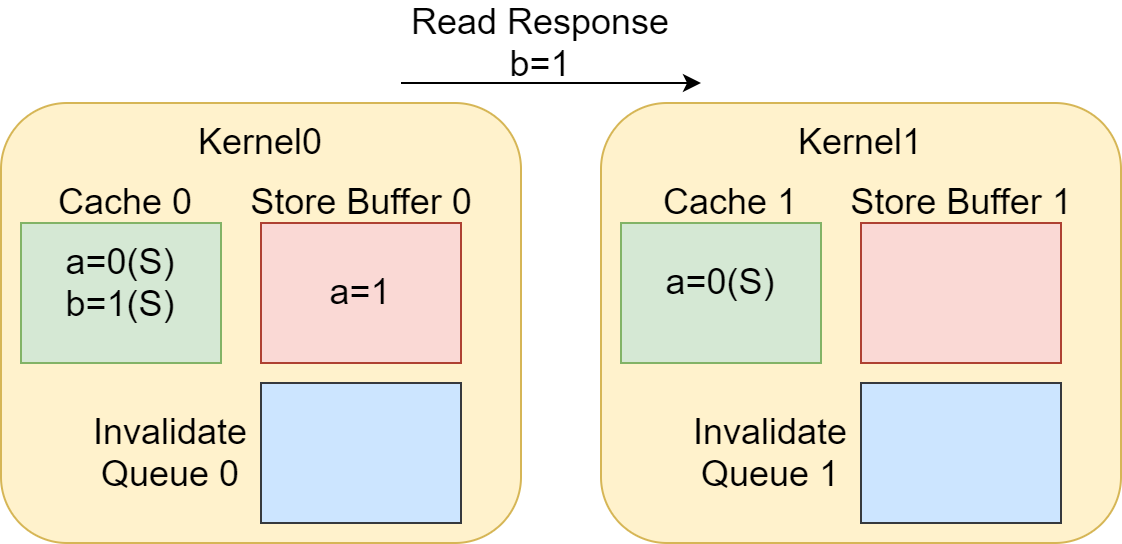 Read Response
b=1
Kernel0
Cache 0
Store Buffer 0
a=0(S)
b=1(S)
a=1
Invalidate
Queue 0
Kernel1
Cache 1
Store Buffer 1
a=0(S)
Invalidate
Queue 1